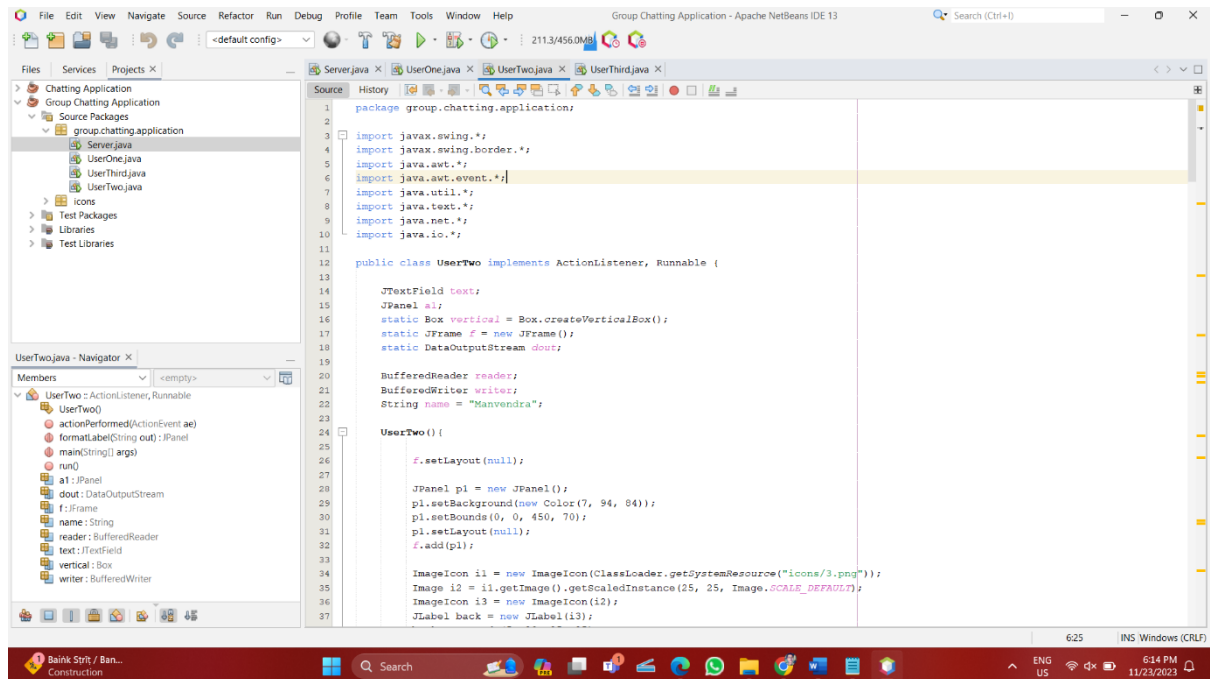 File Edit View Navigate Source Refactor Run Debug Profile Team Tools Window Help Group Chatting Application - Apache NetBeans IDE 13 Search (Ctrl+I)
<default config> 211.3/456.0MB
Files Services Projects
Chatting Application
Group Chatting Application
Source Packages
group.chatting.application
Server.java
UserOne.java
UserThird.java
UserTwo.java
icons
Test Packages
Libraries
Test Libraries
UserTwo.java - Navigator
Members <empty>
UserTwo :: ActionListener, Runnable
UserTwo()
actionPerformed(ActionEvent ae)
formatLabel(String out) : JPanel
main(String[] args)
run()
a1 : JPanel
dout : DataOutputStream
f : JFrame
name : String
reader : BufferedReader
text : JTextField
vertical : Box
writer : BufferedWriter
Server.java UserOne.java UserTwo.java UserThird.java
Source History
1 package group.chatting.application;
2
3 import javax.swing.*;
4 import javax.swing.border.*;
5 import java.awt.*;
6 import java.awt.event.*;
7 import java.util.*;
8 import java.text.*;
9 import java.net.*;
10 import java.io.*;
11
12 public class UserTwo implements ActionListener, Runnable {
13
14 JTextField text;
15 JPanel a1;
16 static Box vertical = Box.createVerticalBox();
17 static JFrame f = new JFrame();
18 static DataOutputStream dout;
19
20 BufferedReader reader;
21 BufferedWriter writer;
22 String name = "Manvendra";
23
24 UserTwo(){
25
26 f.setLayout(null);
27
28 JPanel p1 = new JPanel();
29 p1.setBackground(new Color(7, 94, 84));
30 p1.setBounds(0, 0, 450, 70);
31 p1.setLayout(null);
32 f.add(p1);
33
34 ImageIcon i1 = new ImageIcon(ClassLoader.getSystemResource("icons/3.png"));
35 Image i2 = i1.getImage().getScaledInstance(25, 25, Image.SCALE_DEFAULT);
36 ImageIcon i3 = new ImageIcon(i2);
37 JLabel back = new JLabel(i3);
6:25 INS Windows (CRLF)
1 Baink Strit / Ban...
Construction
Search
ENG
US
6:14 PM
11/23/2023